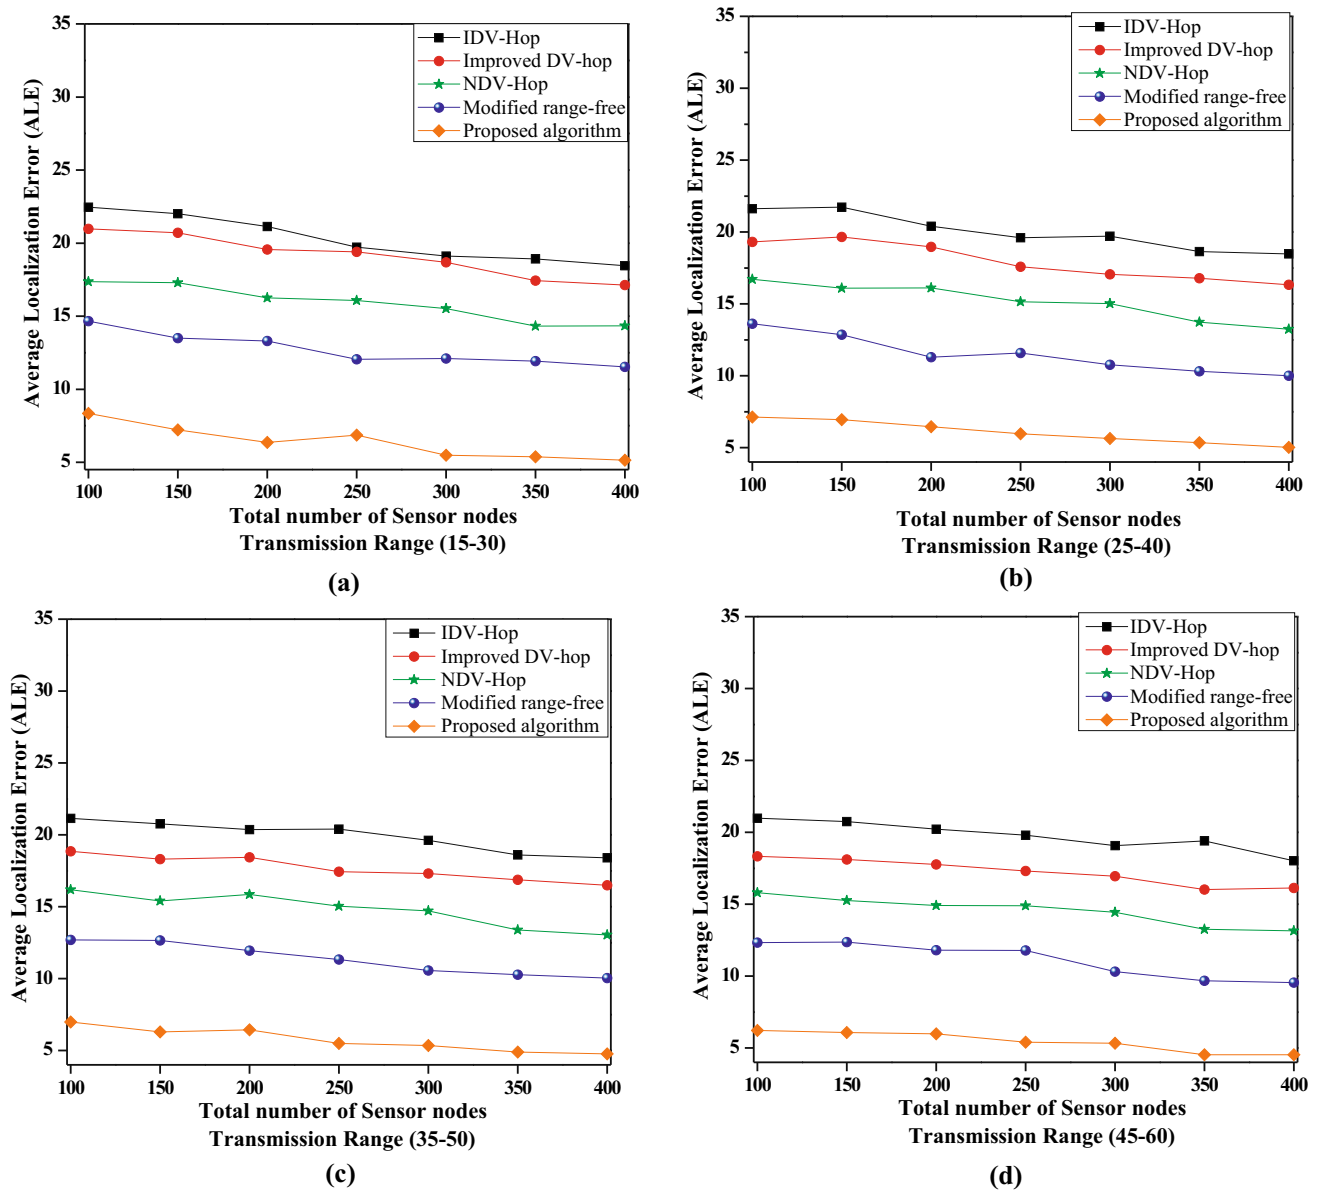 35
30
25
20
15
10
5
Average Localization Error (ALE)
IDV-Hop
Improved DV-hop
NDV-Hop
Modified range-free
Proposed algorithm
100 150 200 250 300 350 400
Total number of Sensor nodes
Transmission Range (15-30)
(a)
35
30
25
20
15
10
5
Average Localization Error (ALE)
IDV-Hop
Improved DV-hop
NDV-Hop
Modified range-free
Proposed algorithm
100 150 200 250 300 350 400
Total number of Sensor nodes
Transmission Range (25-40)
(b)
35
30
25
20
15
10
5
Average Localization Error (ALE)
IDV-Hop
Improved DV-hop
NDV-Hop
Modified range-free
Proposed algorithm
100 150 200 250 300 350 400
Total number of Sensor nodes
Transmission Range (35-50)
(c)
35
30
25
20
15
10
5
Average Localization Error (ALE)
IDV-Hop
Improved DV-hop
NDV-Hop
Modified range-free
Proposed algorithm
100 150 200 250 300 350 400
Total number of Sensor nodes
Transmission Range (45-60)
(d)